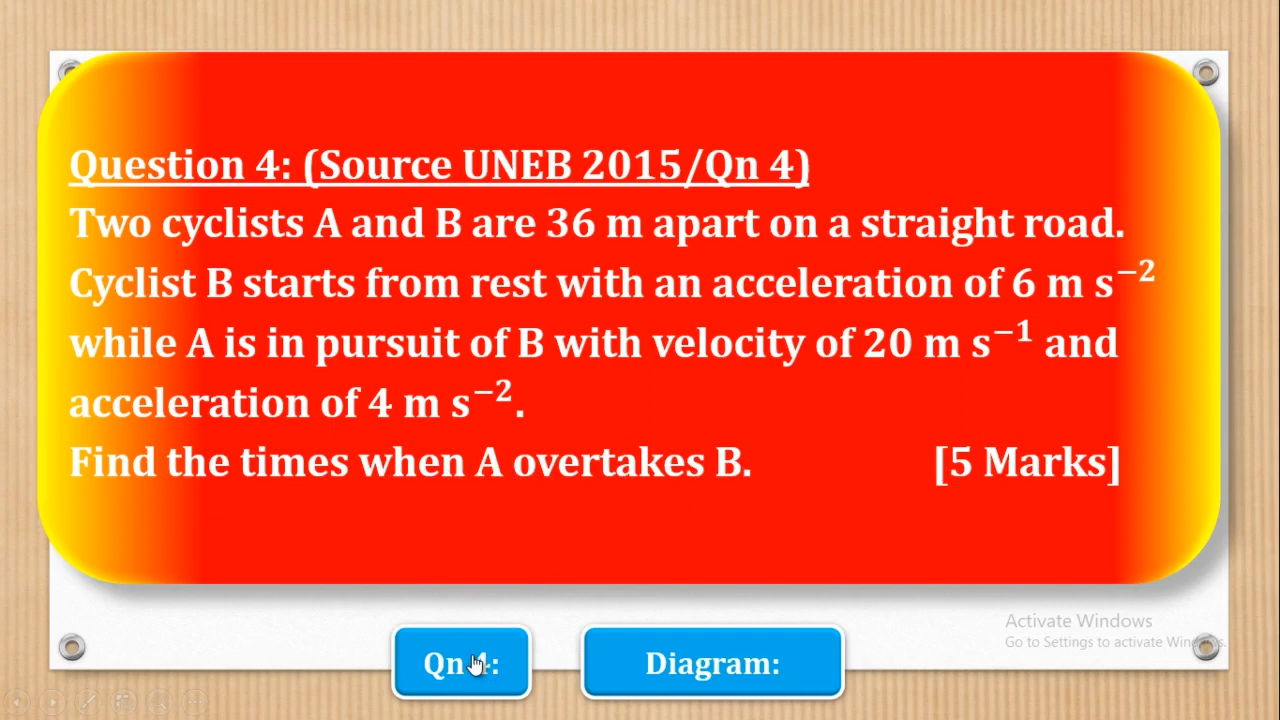 Question 4: (Source UNEB 2015/Qn 4)
Two cyclists A and B are 36 m apart on a straight road.
Cyclist B starts from rest with an acceleration of 6 m s⁻²
while A is in pursuit of B with velocity of 20 m s⁻¹ and
acceleration of 4 m s⁻².
Find the times when A overtakes B. [5 Marks]
Activate Windows
Go to Settings to activate Windows.
Qn 4:
Diagram: